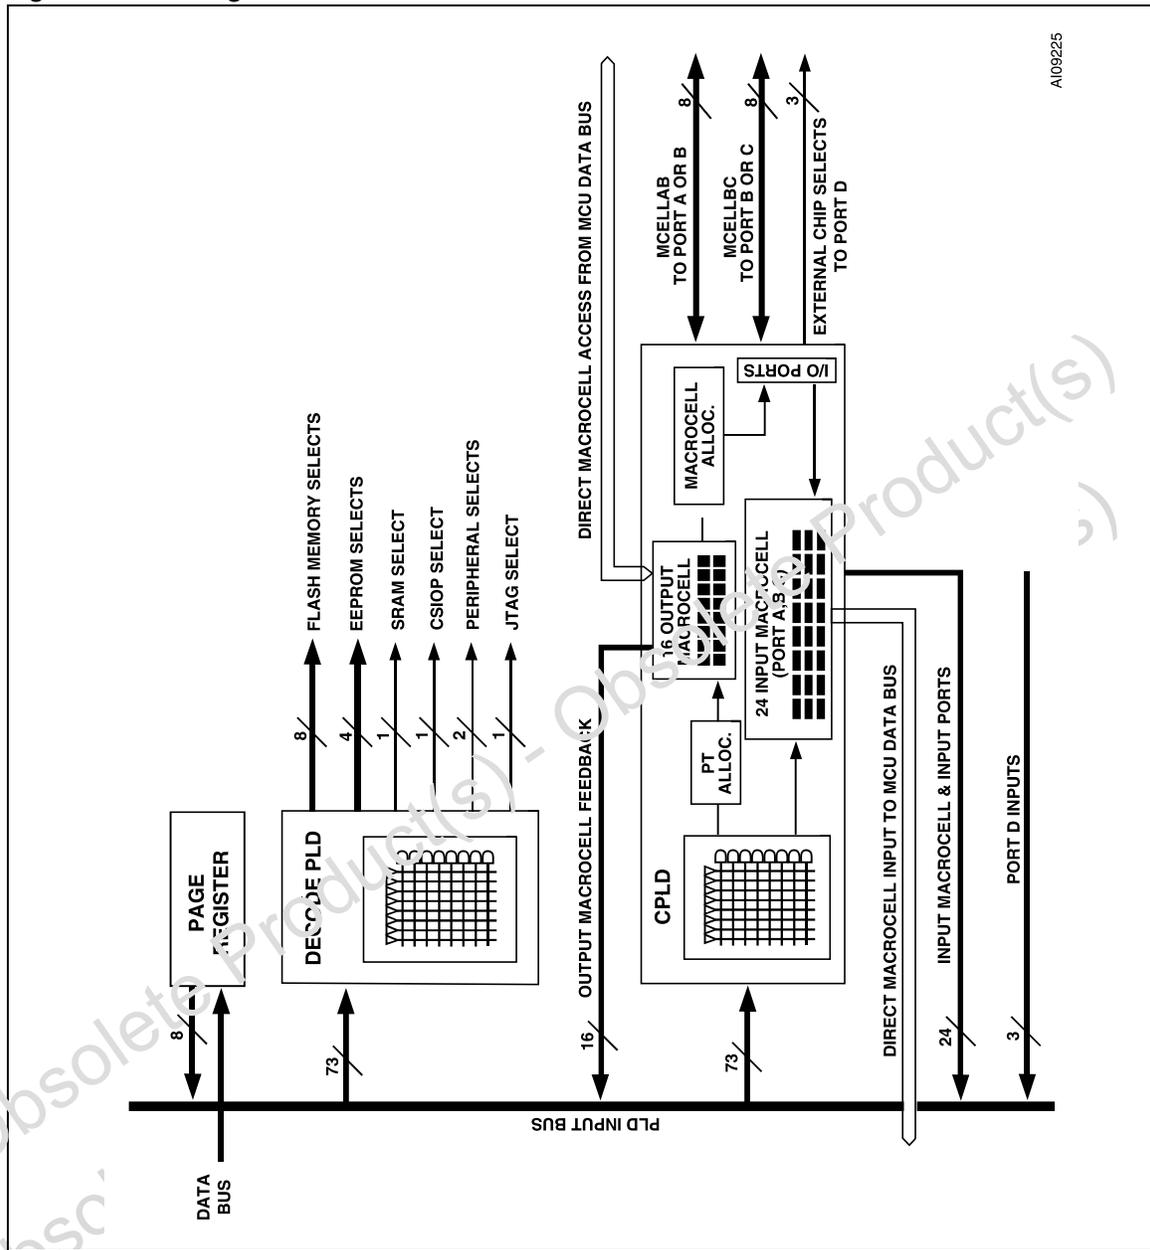 DATA
BUS
8
PAGE
REGISTER
73
DECODE PLD
8
FLASH MEMORY SELECTS
4
EEPROM SELECTS
1
SRAM SELECT
1
CSIOP SELECT
2
PERIPHERAL SELECTS
1
JTAG SELECT
PLD INPUT BUS
16
OUTPUT MACROCELL FEEDBACK
DIRECT MACROCELL ACCESS FROM MCU DATA BUS
73
CPLD
PT
ALLOC.
16 OUTPUT
MACROCELL
MACROCELL
ALLOC.
I/O PORTS
24 INPUT MACROCELL
(PORT A,B
MCELLAB
TO PORT A OR B
8
MCELLBC
TO PORT B OR C
8
EXTERNAL CHIP SELECTS
TO PORT D
3
DIRECT MACROCELL INPUT TO MCU DATA BUS
24
INPUT MACROCELL & INPUT PORTS
3
PORT D INPUTS
AI09225
Obsolete Product(s) - Obsolete Product(s)